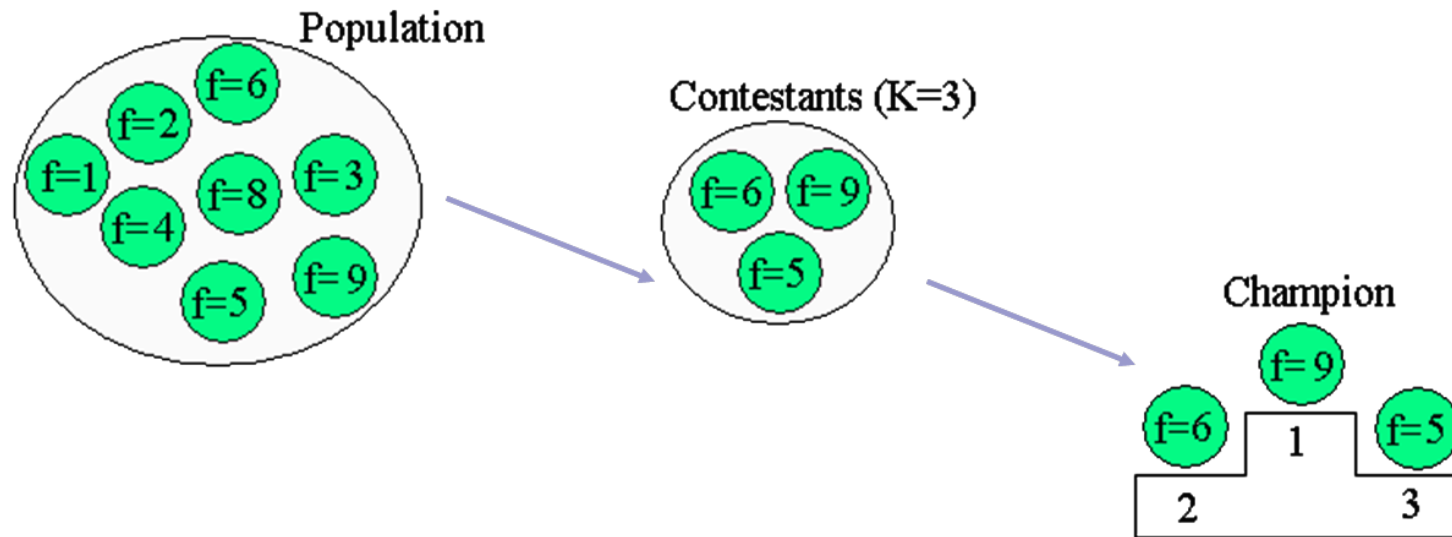 Population
f=6
f=2
f=1
f=8
f=3
f=4
f=5
f=9
Contestants (K=3)
f=6
f=9
f=5
Champion
f=9
f=6
f=5
1
2
3